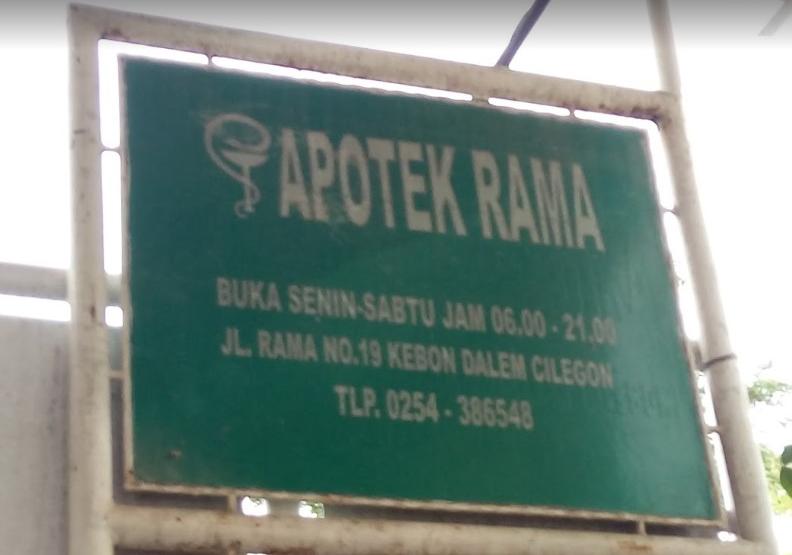 APOTEK RAMA
BUKA SENIN-SABTU JAM 06.00 - 21.00
JL. RAMA NO.19 KEBON DALEM CILEGON
TLP. 0254 - 386548